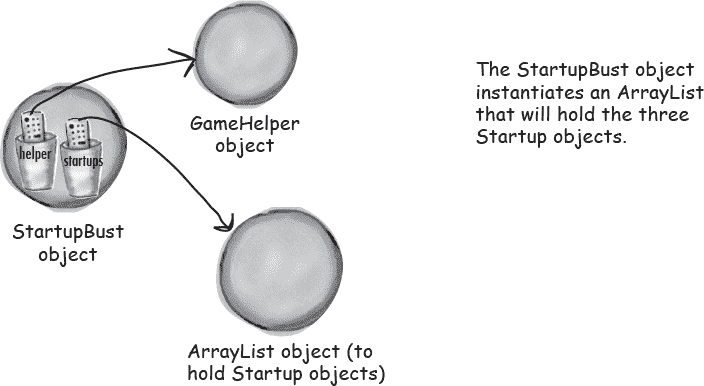 GameHelper
object
The StartupBust object
instantiates an ArrayList
that will hold the three
Startup objects.
helper
startups
StartupBust
object
ArrayList object (to
hold Startup objects)